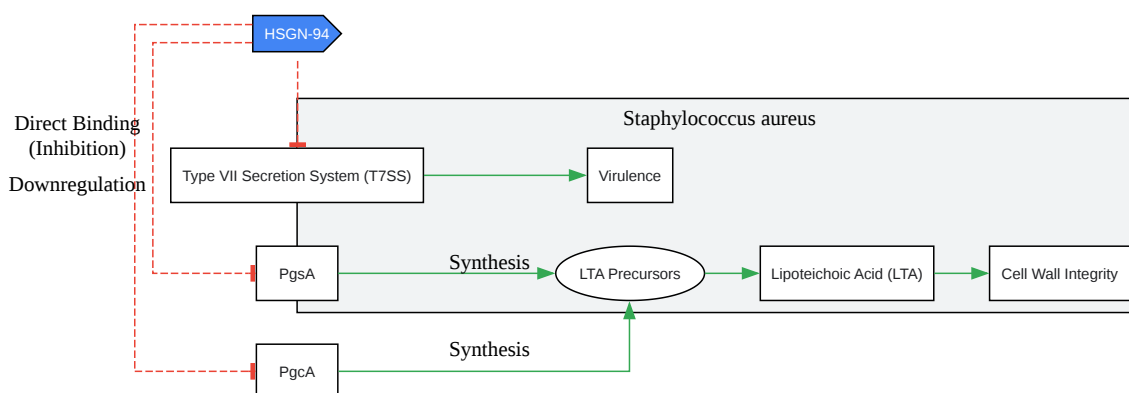 HSGN-94
Staphylococcus aureus
Direct Binding
(Inhibition)
Downregulation
Type VII Secretion System (T7SS)
Virulence
PgsA
Synthesis
LTA Precursors
Lipoteichoic Acid (LTA)
Cell Wall Integrity
Synthesis
PgcA